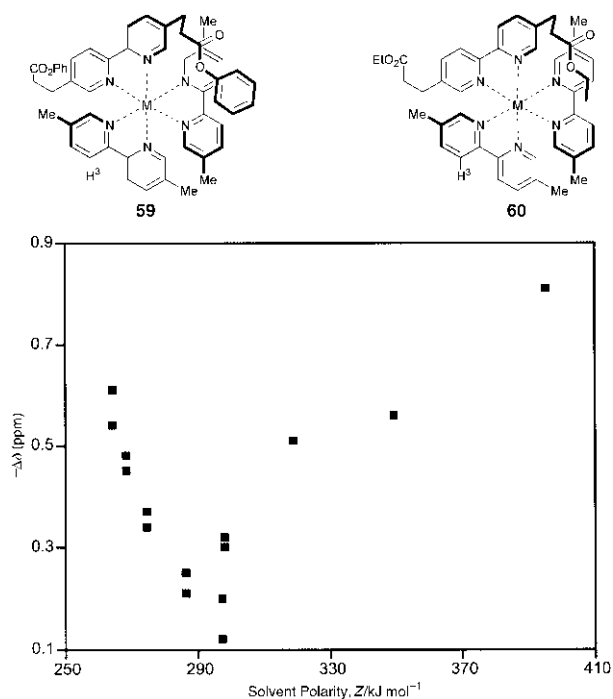 Me
O
O
CO₂Ph
N
N
N
N
M
N
N
Me
Me
Me
H³
59
Me
O
O
EtO₂C
N
N
N
N
M
N
N
Me
Me
Me
H³
60
0.9
0.7
0.5
0.3
0.1
−Δδ (ppm)
250
290
330
370
410
Solvent Polarity, Z/kJ mol⁻¹